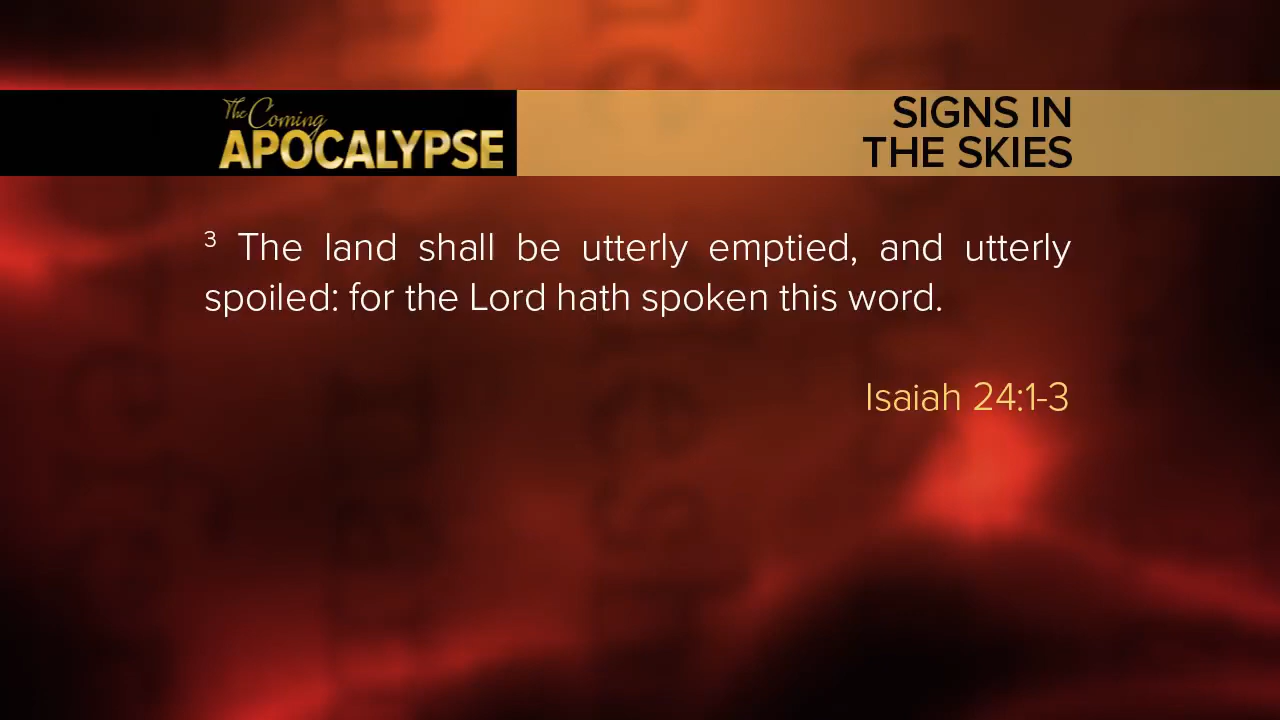 The Coming
APOCALYPSE
SIGNS IN
THE SKIES
3 The land shall be utterly emptied, and utterly
spoiled: for the Lord hath spoken this word.
Isaiah 24:1-3